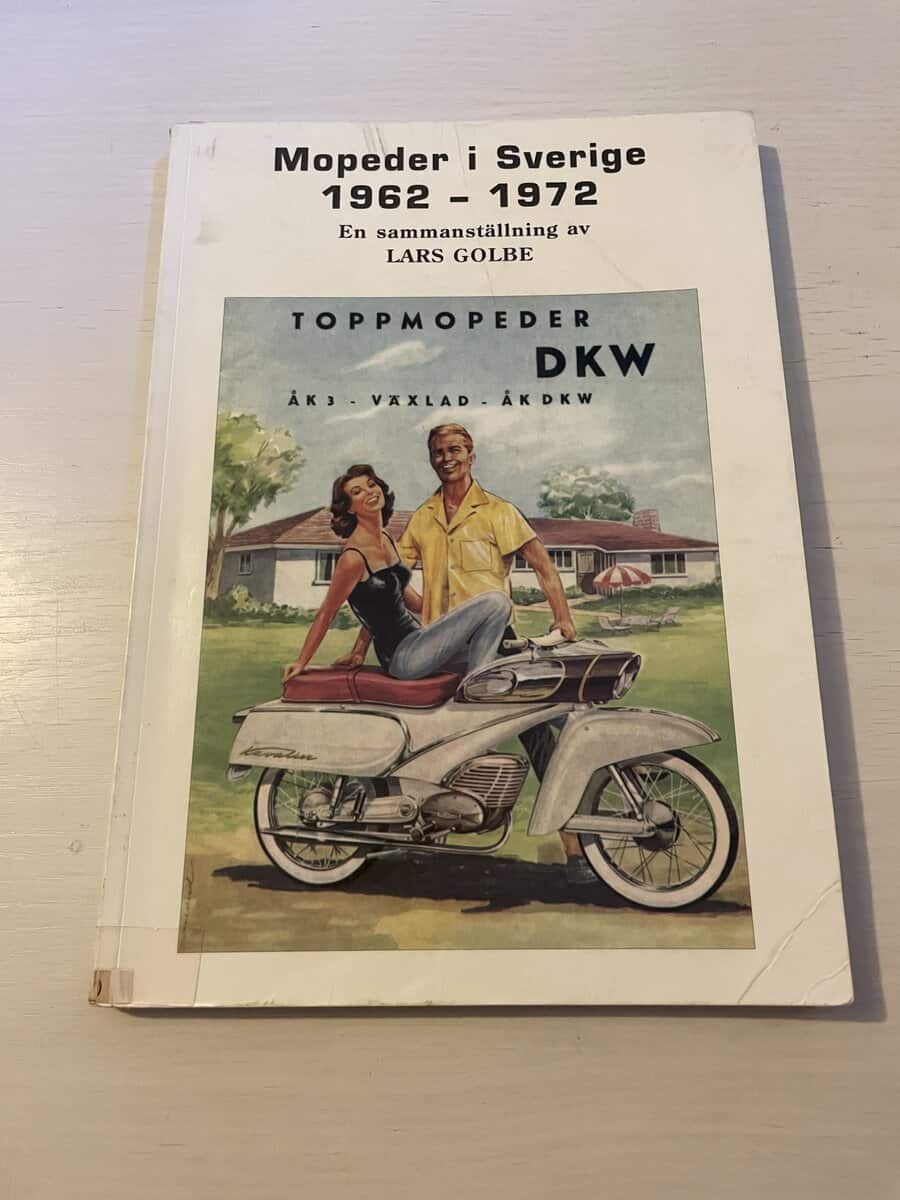 Mopeder i Sverige
1962 – 1972
En sammanställning av
LARS GOLBE
TOPPMOPEDER
DKW
ÅK 3 - VÄXLAD - ÅK DKW